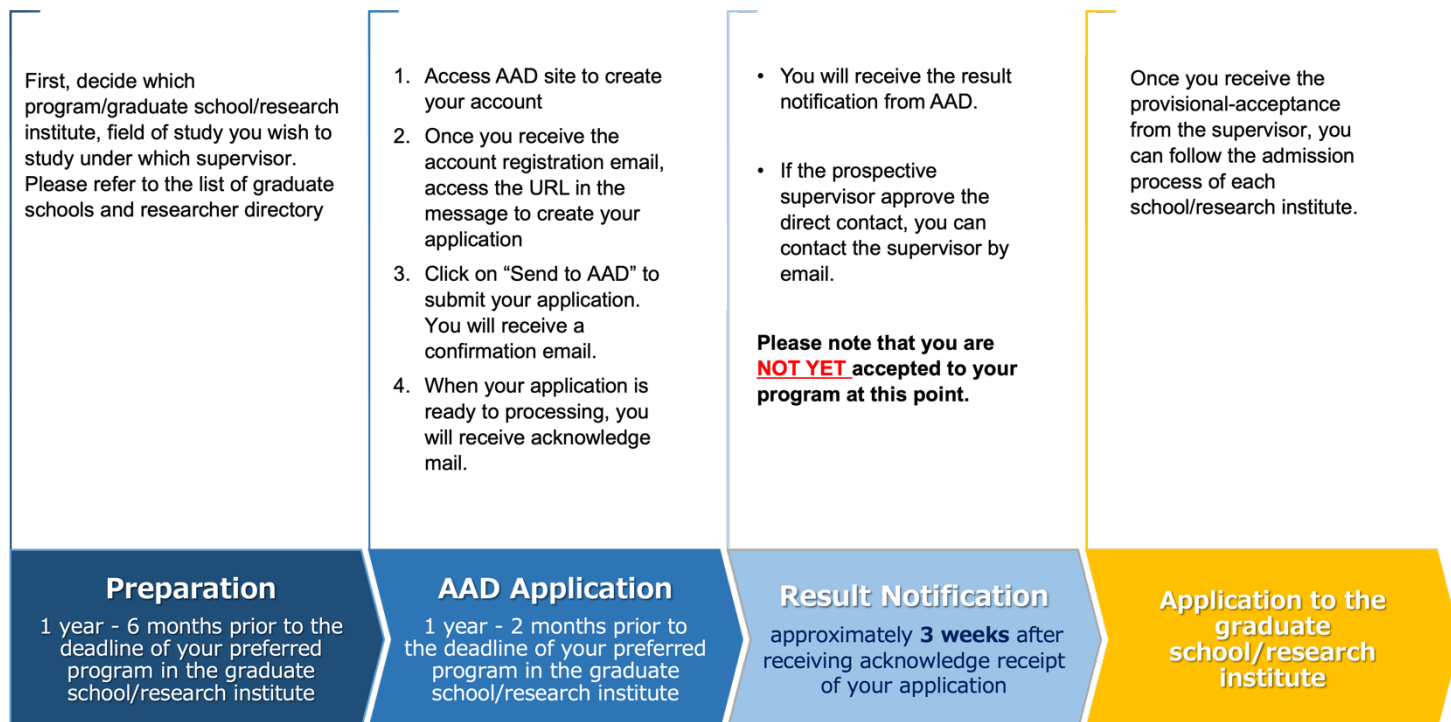 First, decide which
program/graduate school/research
institute, field of study you wish to
study under which supervisor.
Please refer to the list of graduate
schools and researcher directory
1. Access AAD site to create
your account
2. Once you receive the
account registration email,
access the URL in the
message to create your
application
3. Click on “Send to AAD” to
submit your application.
You will receive a
confirmation email.
4. When your application is
ready to processing, you
will receive acknowledge
mail.
• You will receive the result
notification from AAD.
• If the prospective
supervisor approve the
direct contact, you can
contact the supervisor by
email.
Please note that you are
NOT YET accepted to your
program at this point.
Once you receive the
provisional-acceptance
from the supervisor, you
can follow the admission
process of each
school/research institute.
Preparation
1 year - 6 months prior to the
deadline of your preferred
program in the graduate
school/research institute
AAD Application
1 year - 2 months prior to
the deadline of your preferred
program in the graduate
school/research institute
Result Notification
approximately 3 weeks after
receiving acknowledge receipt
of your application
Application to the
graduate
school/research
institute